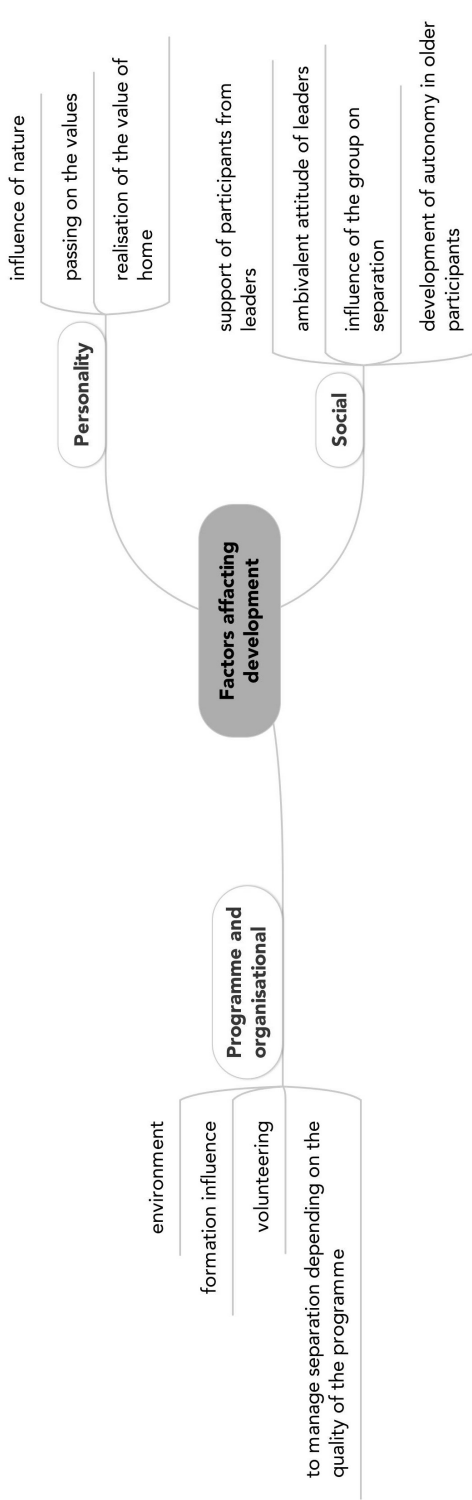 environment
formation influence
volunteering
to manage separation depending on the
quality of the programme
Programme and
organisational
Factors affacting
development
Personality
influence of nature
passing on the values
realisation of the value of
home
Social
support of participants from
leaders
ambivalent attitude of leaders
influence of the group on
separation
development of autonomy in older
participants